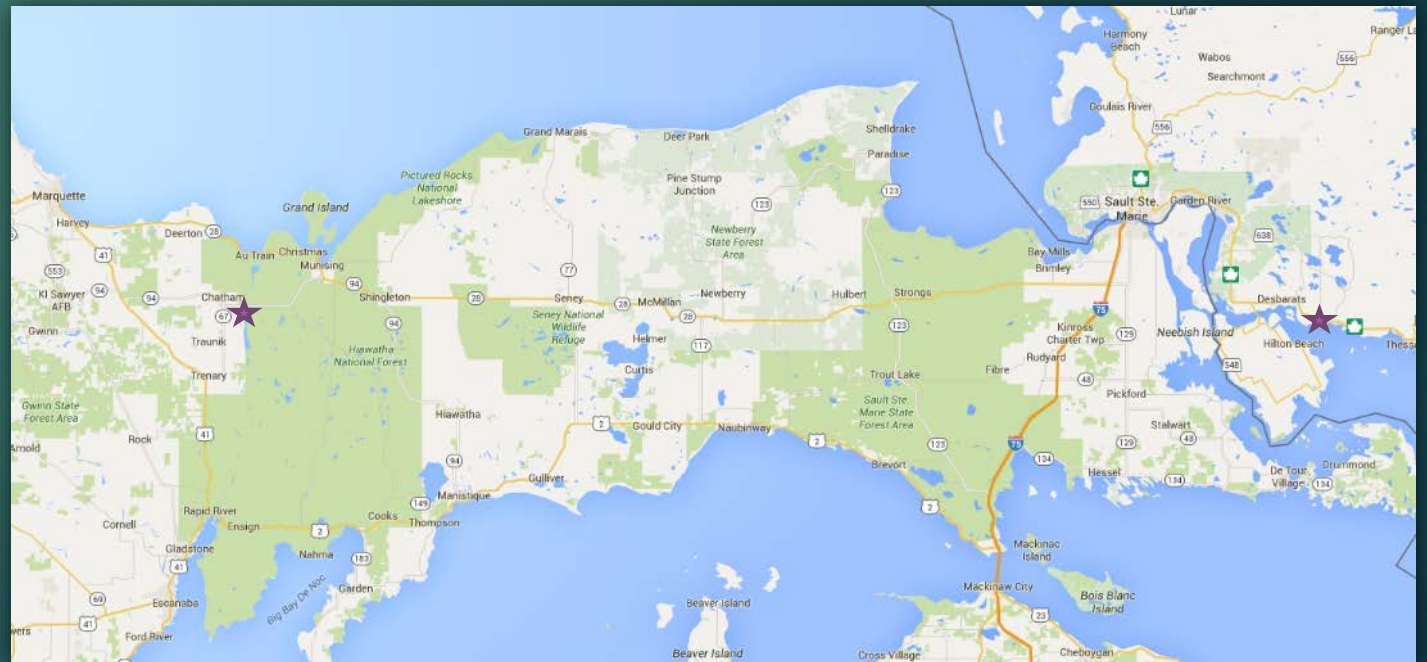 Lunar
Ranger La
Harmony
Beach
Wabos
556
Searchmont
Goulais River
556
Grand Marais
Deer Park
Shelldrake
Paradise
Pictured Rocks
National
Lakeshore
Pine Stump
Junction
123
123
Marquette
Grand Island
550
Sault Ste.
Marie
Garden River
Harvey
Deerton
28
638
Newberry
State Forest
Area
41
Au Train
Christmas
Munising
Bay Mills
Brimley
553
94
94
94
77
KI Sawyer
AFB
Chatham
Shingleton
28
Seney
28
McMillan
Newberry
Hulbert
Strongs
Desbarats
67
28
75
Gwinn
Traunik
94
Seney National
Wildlife
Refuge
Helmer
117
123
Kinross
Charter Twp
129
Neebish Island
Hilton Beach
Thess
Hiawatha
National Forest
Rudyard
548
Trenary
Curtis
Trout Lake
Fibre
48
Pickford
Gwinn State
Forest Area
Sault Ste
Marie State
Forest Area
Hiawatha
2
Gould City
Naubinway
2
Stalwart
48
41
Rock
123
75
129
Arnold
94
134
Brevort
Hessel
134
De Tour
Village
134
Drummond
Gulliver
Manistique
149
2
Rapid River
Ensign
2
Cooks
Thompson
Cornell
Gladstone
Nahma
183
Mackinac
Island
41
Garden
Big Bay De Noc
Mackinaw City
Bois Blanc
Island
69
Escanaba
Beaver Island
23
41
vers
Ford River
Beaver Island
Cross Village
Cheboygan